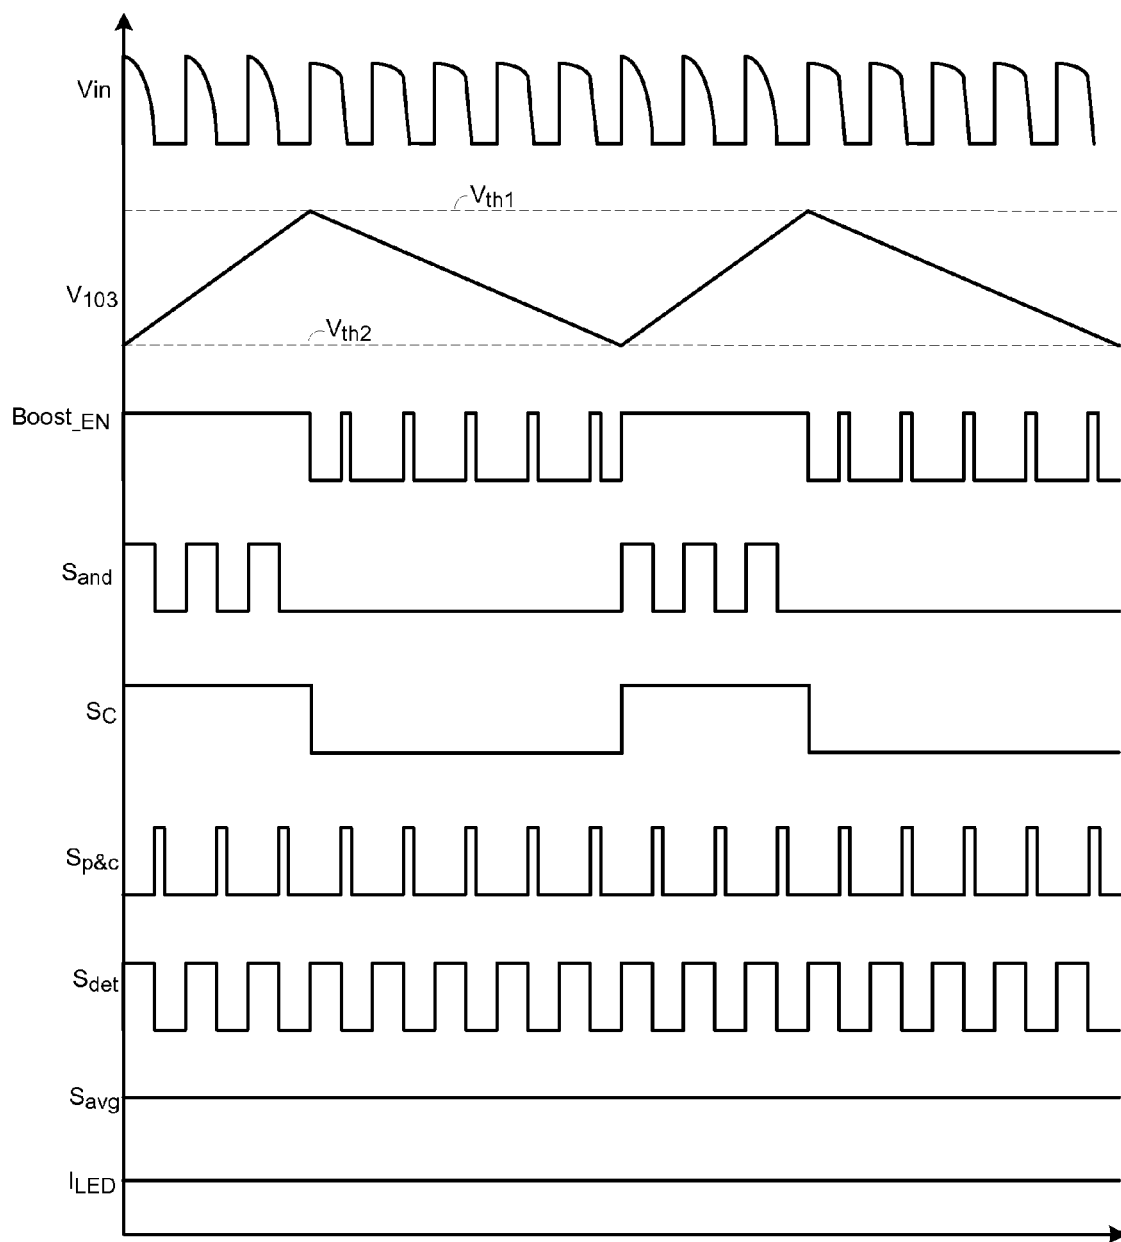 Vin
Vth1
V103
Vth2
Boost_EN
Sand
SC
Sp&c
Sdet
Savg
ILED